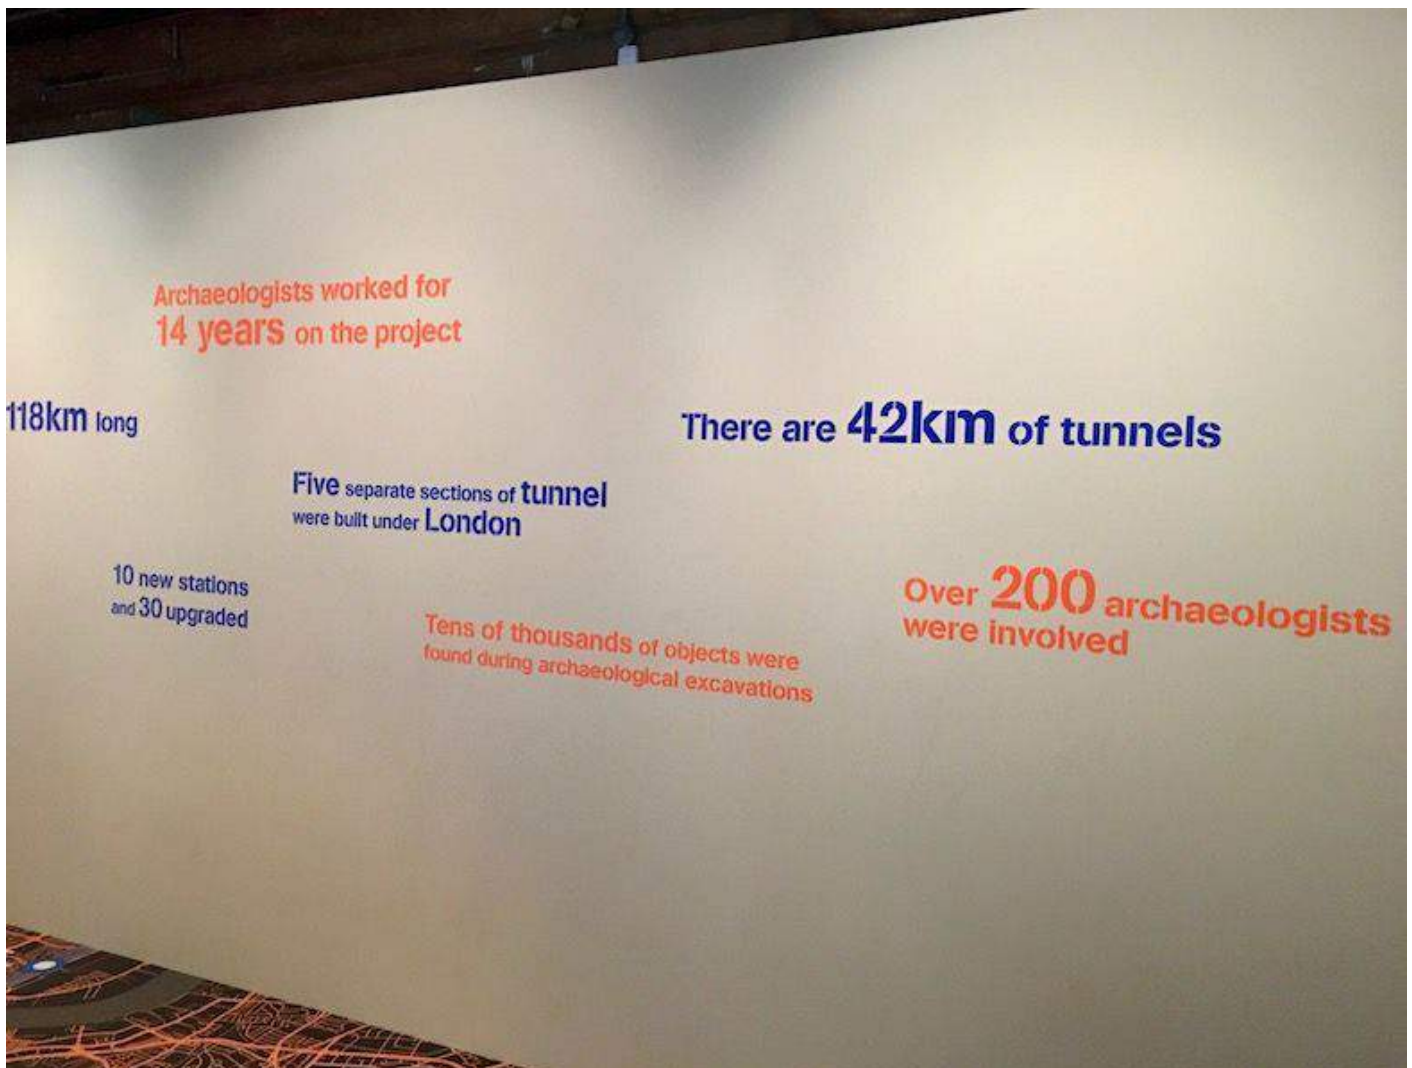 Archaeologists worked for
14 years on the project
118km long
There are 42km of tunnels
Five separate sections of tunnel
were built under London
10 new stations
and 30 upgraded
Over 200 archaeologists
were involved
Tens of thousands of objects were
found during archaeological excavations